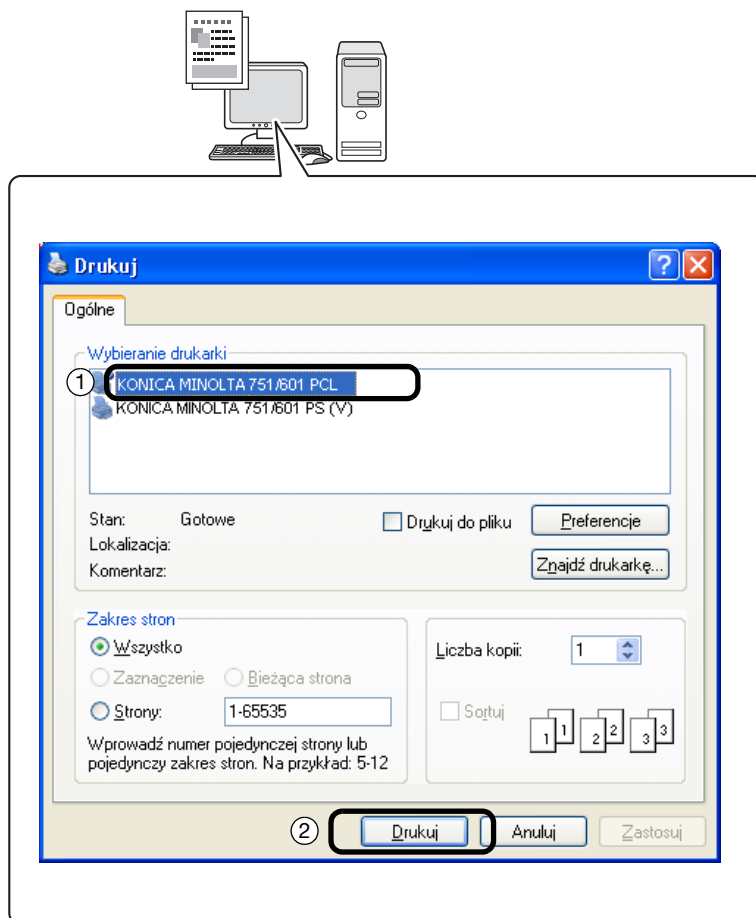 Drukuj
Ogólne
Wybieranie drukarki
1 KONICA MINOLTA 751/601 PCL
KONICA MINOLTA 751/601 PS (V)
Stan: Gotowe Drukuj do pliku Preferencje
Lokalizacja:
Komentarz: Znajdź drukarkę...
Zakres stron
Wszystko Liczba kopii: 1
Zaznaczenie Bieżąca strona
Strony: 1-65535 Sortuj
1 1 2 2 3 3
Wprowadź numer pojedynczej strony lub
pojedynczy zakres stron. Na przykład: 5-12
2 Drukuj Anuluj Zastosuj